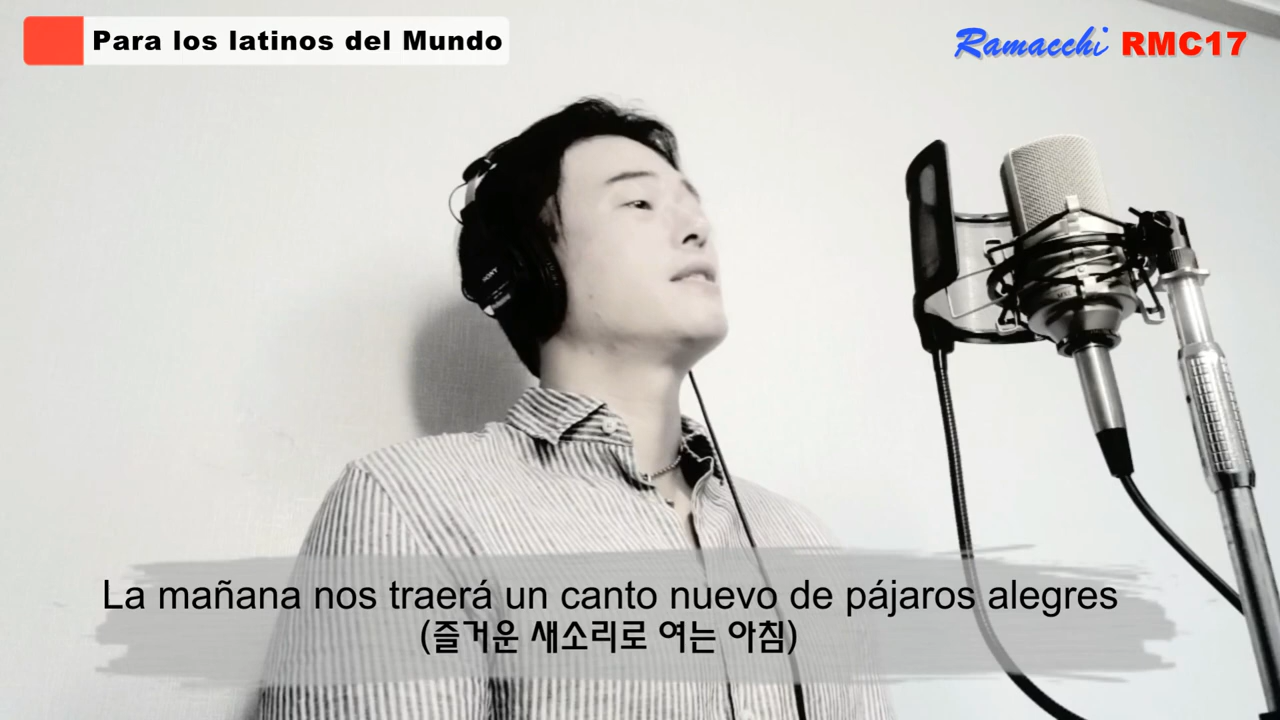 Para los latinos del Mundo
Ramacchi RMC17
SONY
La mañana nos traerá un canto nuevo de pájaros alegres
(즐거운 새소리로 여는 아침)